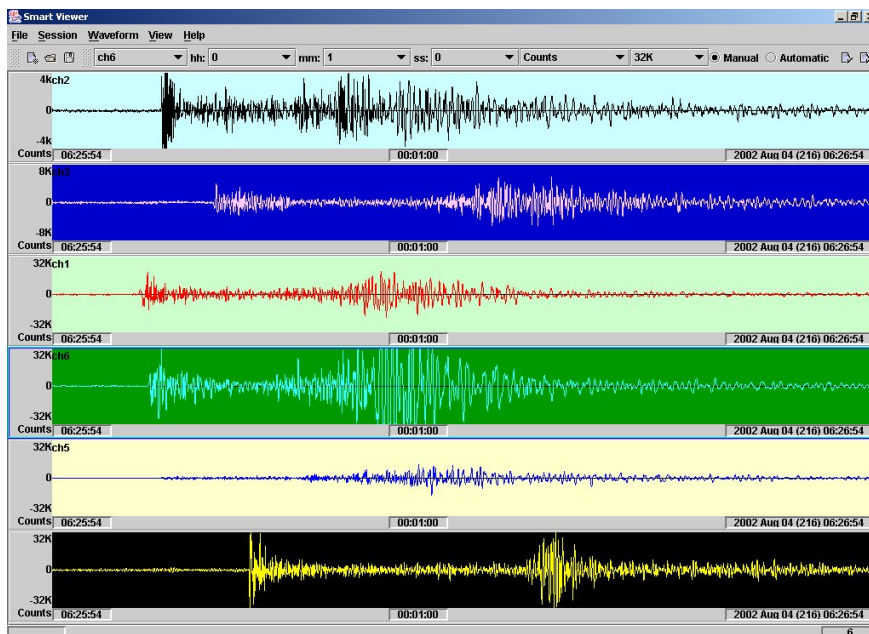 Smart Viewer
File Session Waveform View Help
ch6 hh: 0 mm: 1 ss: 0 Counts 32K Manual Automatic
4K ch2
0
-4k
Counts 06:25:54 00:01:00 2002 Aug 04 (216) 06:26:54
8K ch3
0
-8K
Counts 06:25:54 00:01:00 2002 Aug 04 (216) 06:26:54
32K ch1
0
-32K
Counts 06:25:54 00:01:00 2002 Aug 04 (216) 06:26:54
32K ch6
0
-32K
Counts 06:25:54 00:01:00 2002 Aug 04 (216) 06:26:54
32K ch5
0
-32K
Counts 06:25:54 00:01:00 2002 Aug 04 (216) 06:26:54
32K
0
-32K
Counts 06:25:54 00:01:00 2002 Aug 04 (216) 06:26:54
6